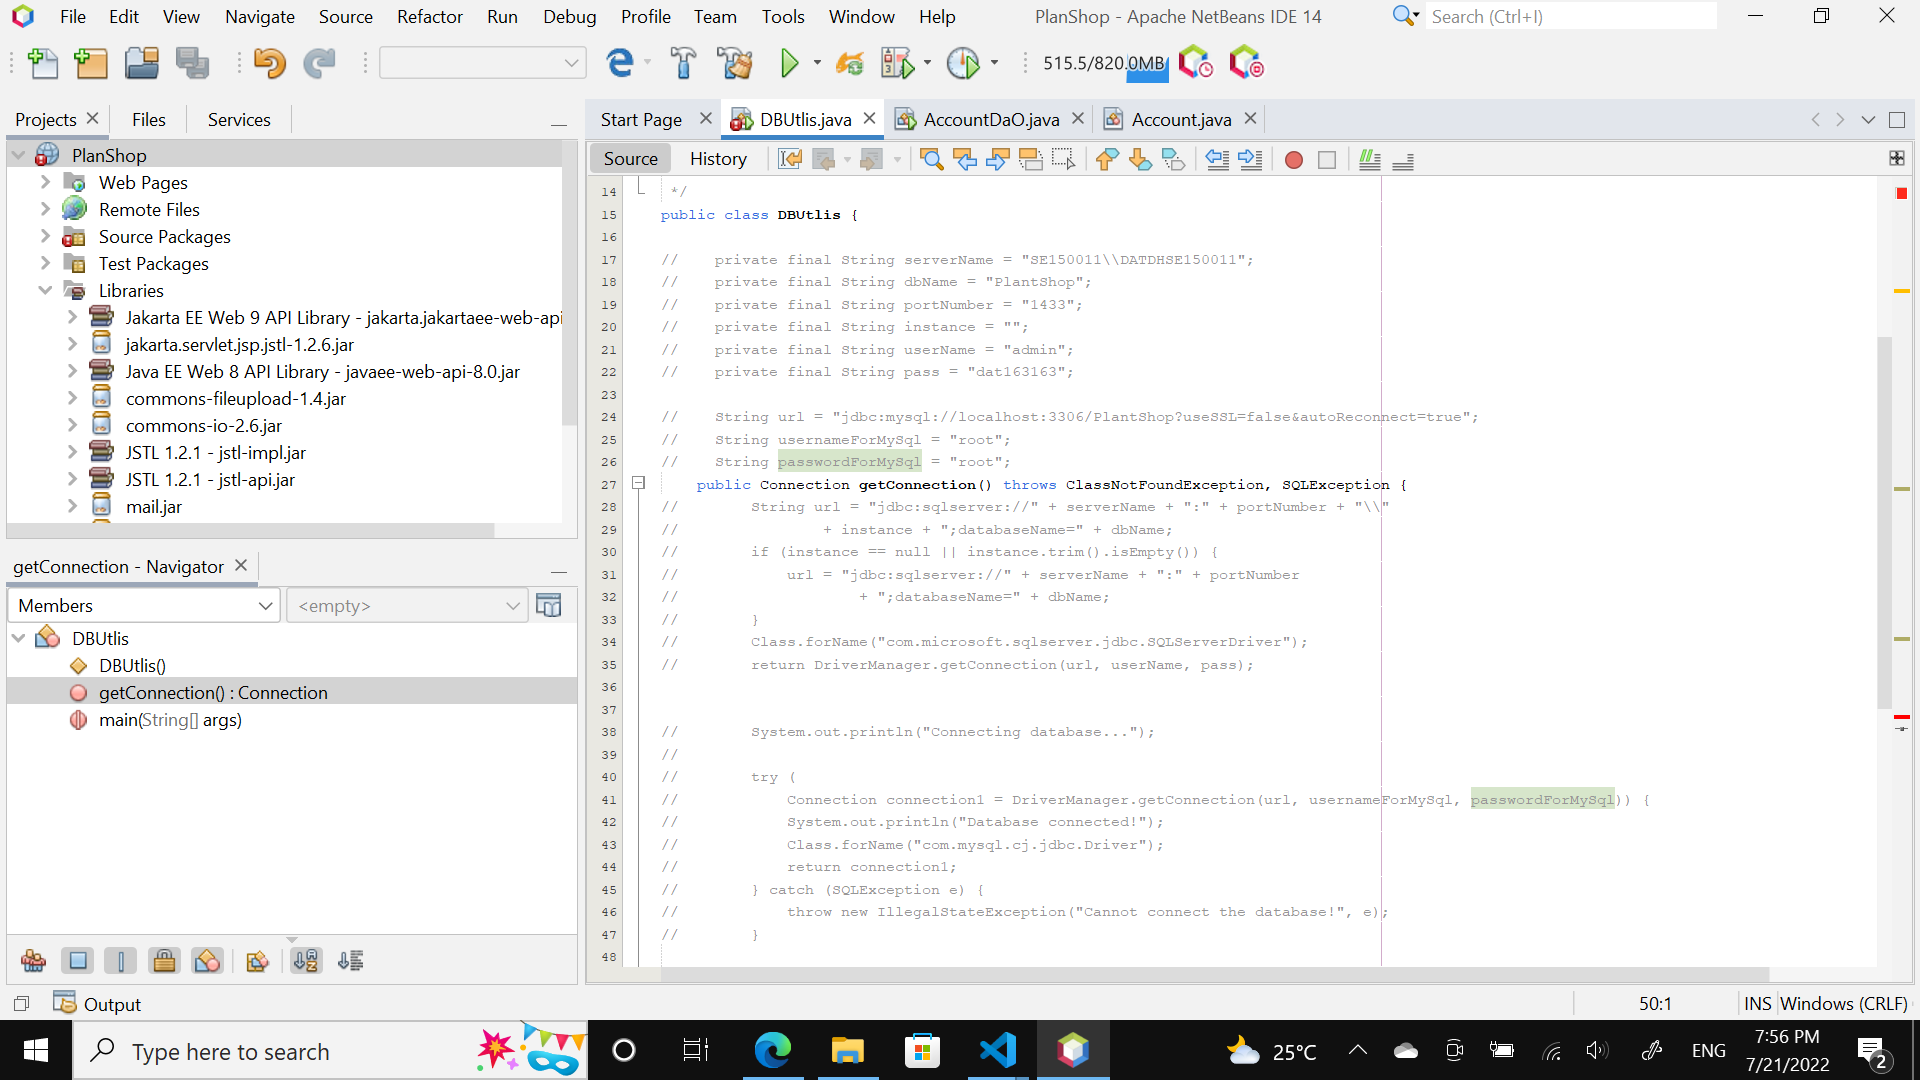 File Edit View Navigate Source Refactor Run Debug Profile Team Tools Window Help
PlanShop - Apache NetBeans IDE 14
Search (Ctrl+I)
515.5/820.0MB
Projects Files Services
PlanShop
Web Pages
Remote Files
Source Packages
Test Packages
Libraries
Jakarta EE Web 9 API Library - jakarta.jakartaee-web-api
jakarta.servlet.jsp.jstl-1.2.6.jar
Java EE Web 8 API Library - javaee-web-api-8.0.jar
commons-fileupload-1.4.jar
commons-io-2.6.jar
JSTL 1.2.1 - jstl-impl.jar
JSTL 1.2.1 - jstl-api.jar
mail.jar
getConnection - Navigator
Members <empty>
DBUtlis
DBUtlis()
getConnection() : Connection
main(String[] args)
Start Page DBUtlis.java AccountDaO.java Account.java
Source History
14 */
15 public class DBUtlis {
16
17 // private final String serverName = "SE150011\\DATDHSE150011";
18 // private final String dbName = "PlantShop";
19 // private final String portNumber = "1433";
20 // private final String instance = "";
21 // private final String userName = "admin";
22 // private final String pass = "dat163163";
23
24 // String url = "jdbc:mysql://localhost:3306/PlantShop?useSSL=false&autoReconnect=true";
25 // String usernameForMySql = "root";
26 // String passwordForMySql = "root";
27 public Connection getConnection() throws ClassNotFoundException, SQLException {
28 // String url = "jdbc:sqlserver://" + serverName + ":" + portNumber + "\\"
29 // + instance + ";databaseName=" + dbName;
30 // if (instance == null || instance.trim().isEmpty()) {
31 // url = "jdbc:sqlserver://" + serverName + ":" + portNumber
32 // + ";databaseName=" + dbName;
33 // }
34 // Class.forName("com.microsoft.sqlserver.jdbc.SQLServerDriver");
35 // return DriverManager.getConnection(url, userName, pass);
36
37
38 // System.out.println("Connecting database...");
39 //
40 // try (
41 // Connection connection1 = DriverManager.getConnection(url, usernameForMySql, passwordForMySql)) {
42 // System.out.println("Database connected!");
43 // Class.forName("com.mysql.cj.jdbc.Driver");
44 // return connection1;
45 // } catch (SQLException e) {
46 // throw new IllegalStateException("Cannot connect the database!", e);
47 // }
48
Output
50:1 INS Windows (CRLF)
Type here to search
25°C
ENG
7:56 PM
7/21/2022
2